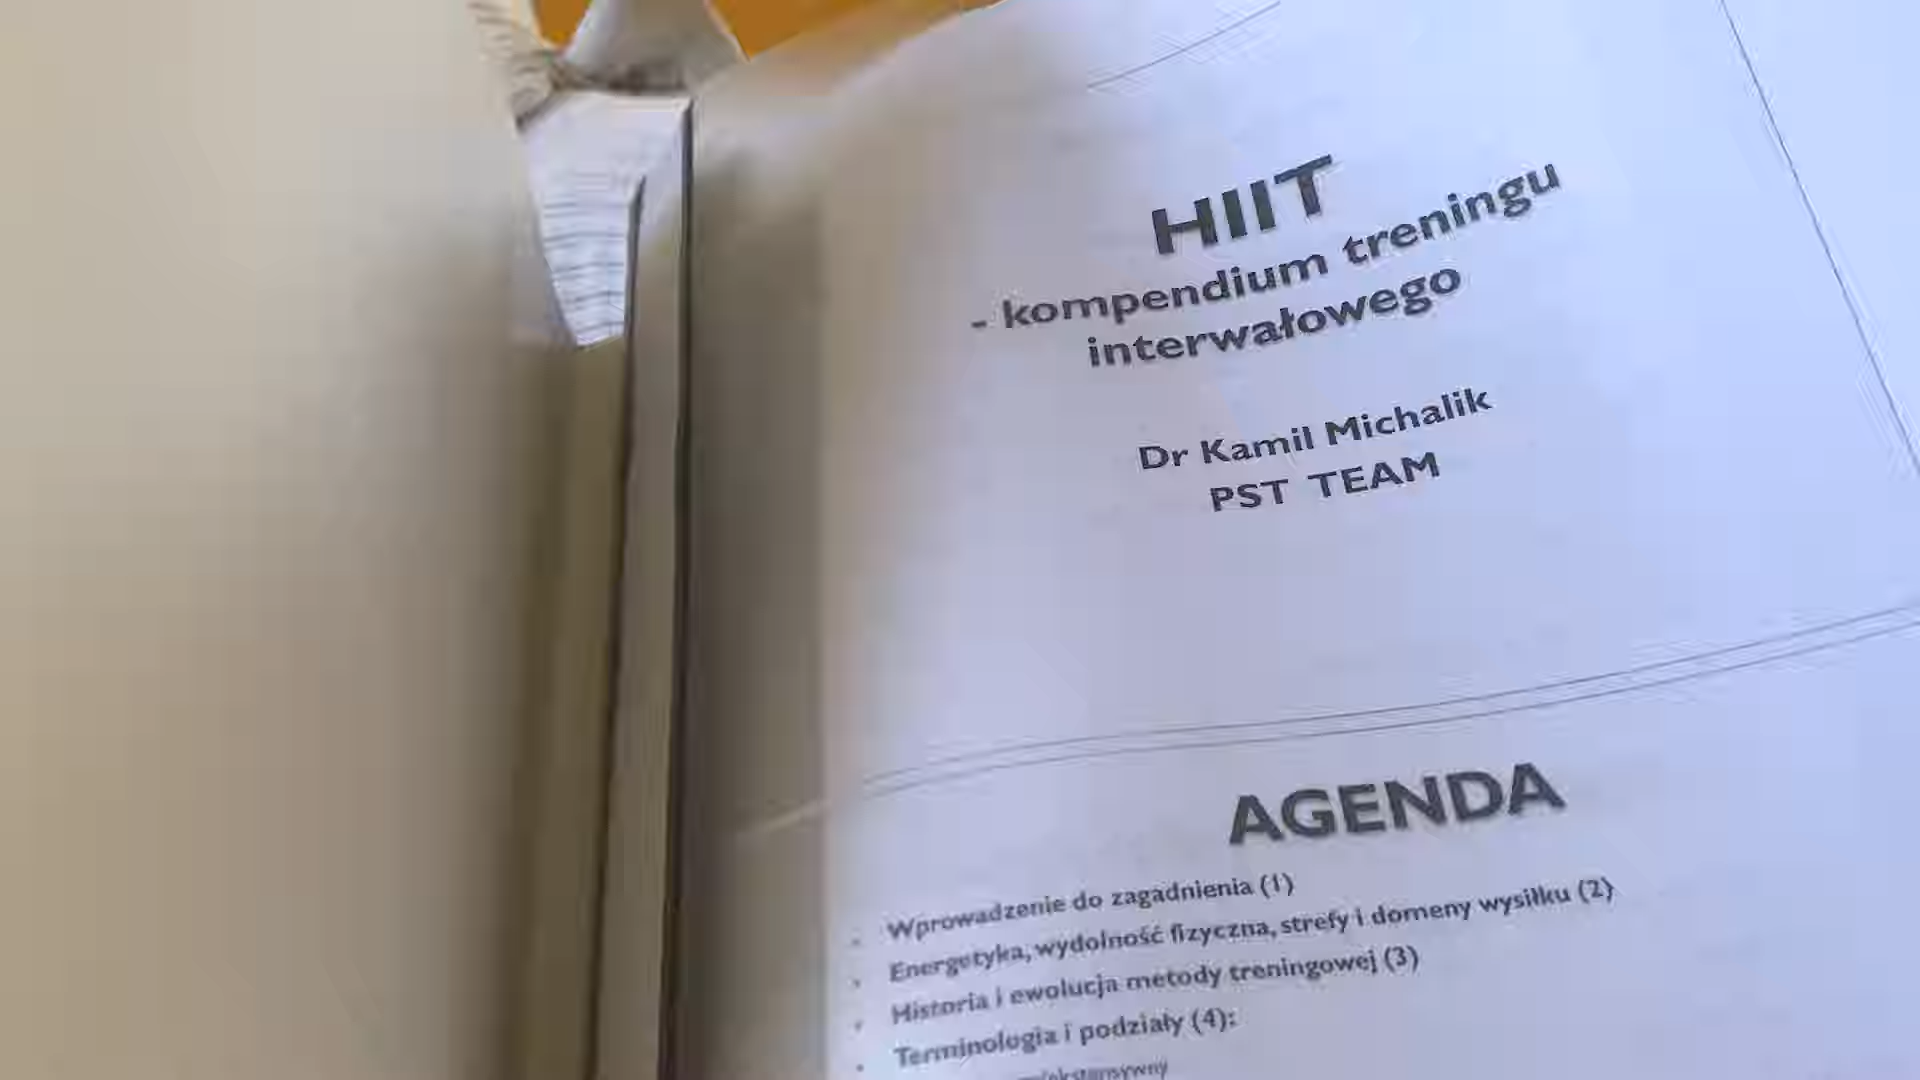 HIIT
- kompendium treningu
interwałowego
Dr Kamil Michalik
PST TEAM
AGENDA
• Wprowadzenie do zagadnienia (1)
• Energetyka, wydolność fizyczna, strefy i domeny wysiłku (2)
• Historia i ewolucja metody treningowej (3)
• Terminologia i podziały (4):